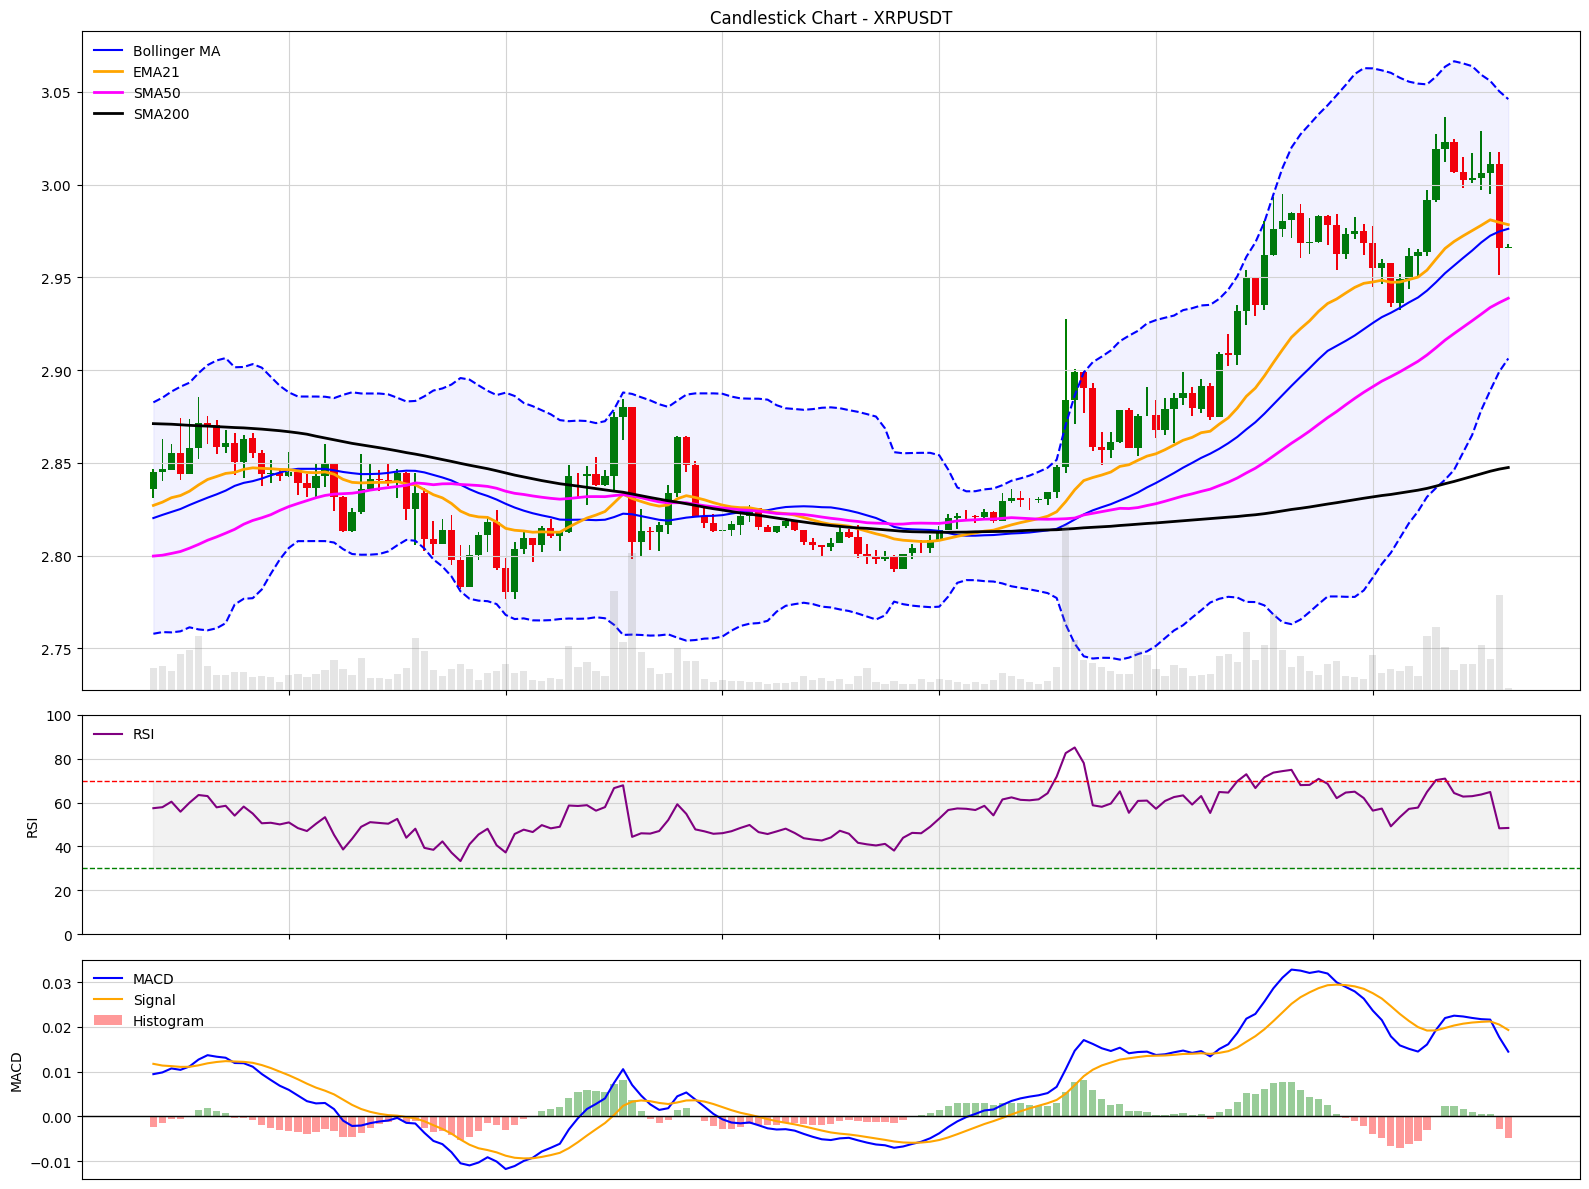 Candlestick Chart - XRPUSDT
Bollinger MA
EMA21
SMA50
SMA200
3.05
3.00
2.95
2.90
2.85
2.80
2.75
RSI
100
80
60
40
20
0
RSI
MACD
Signal
Histogram
0.03
0.02
0.01
0.00
−0.01
MACD